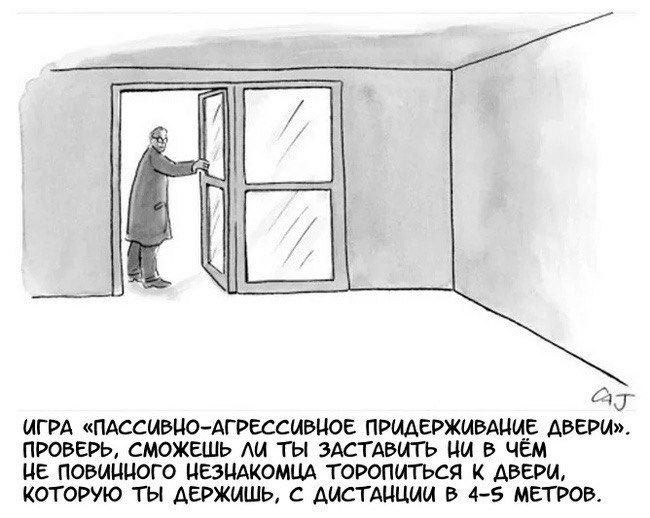 CAJ
ИГРА «ПАССИВНО-АГРЕССИВНОЕ ПРИДЕРЖИВАНИЕ ДВЕРИ».
ПРОВЕРЬ, СМОЖЕШЬ ЛИ ТЫ ЗАСТАВИТЬ НИ В ЧЁМ
НЕ ПОВИННОГО НЕЗНАКОМЦА ТОРОПИТЬСЯ К ДВЕРИ,
КОТОРУЮ ТЫ ДЕРЖИШЬ, С ДИСТАНЦИИ В 4-5 МЕТРОВ.